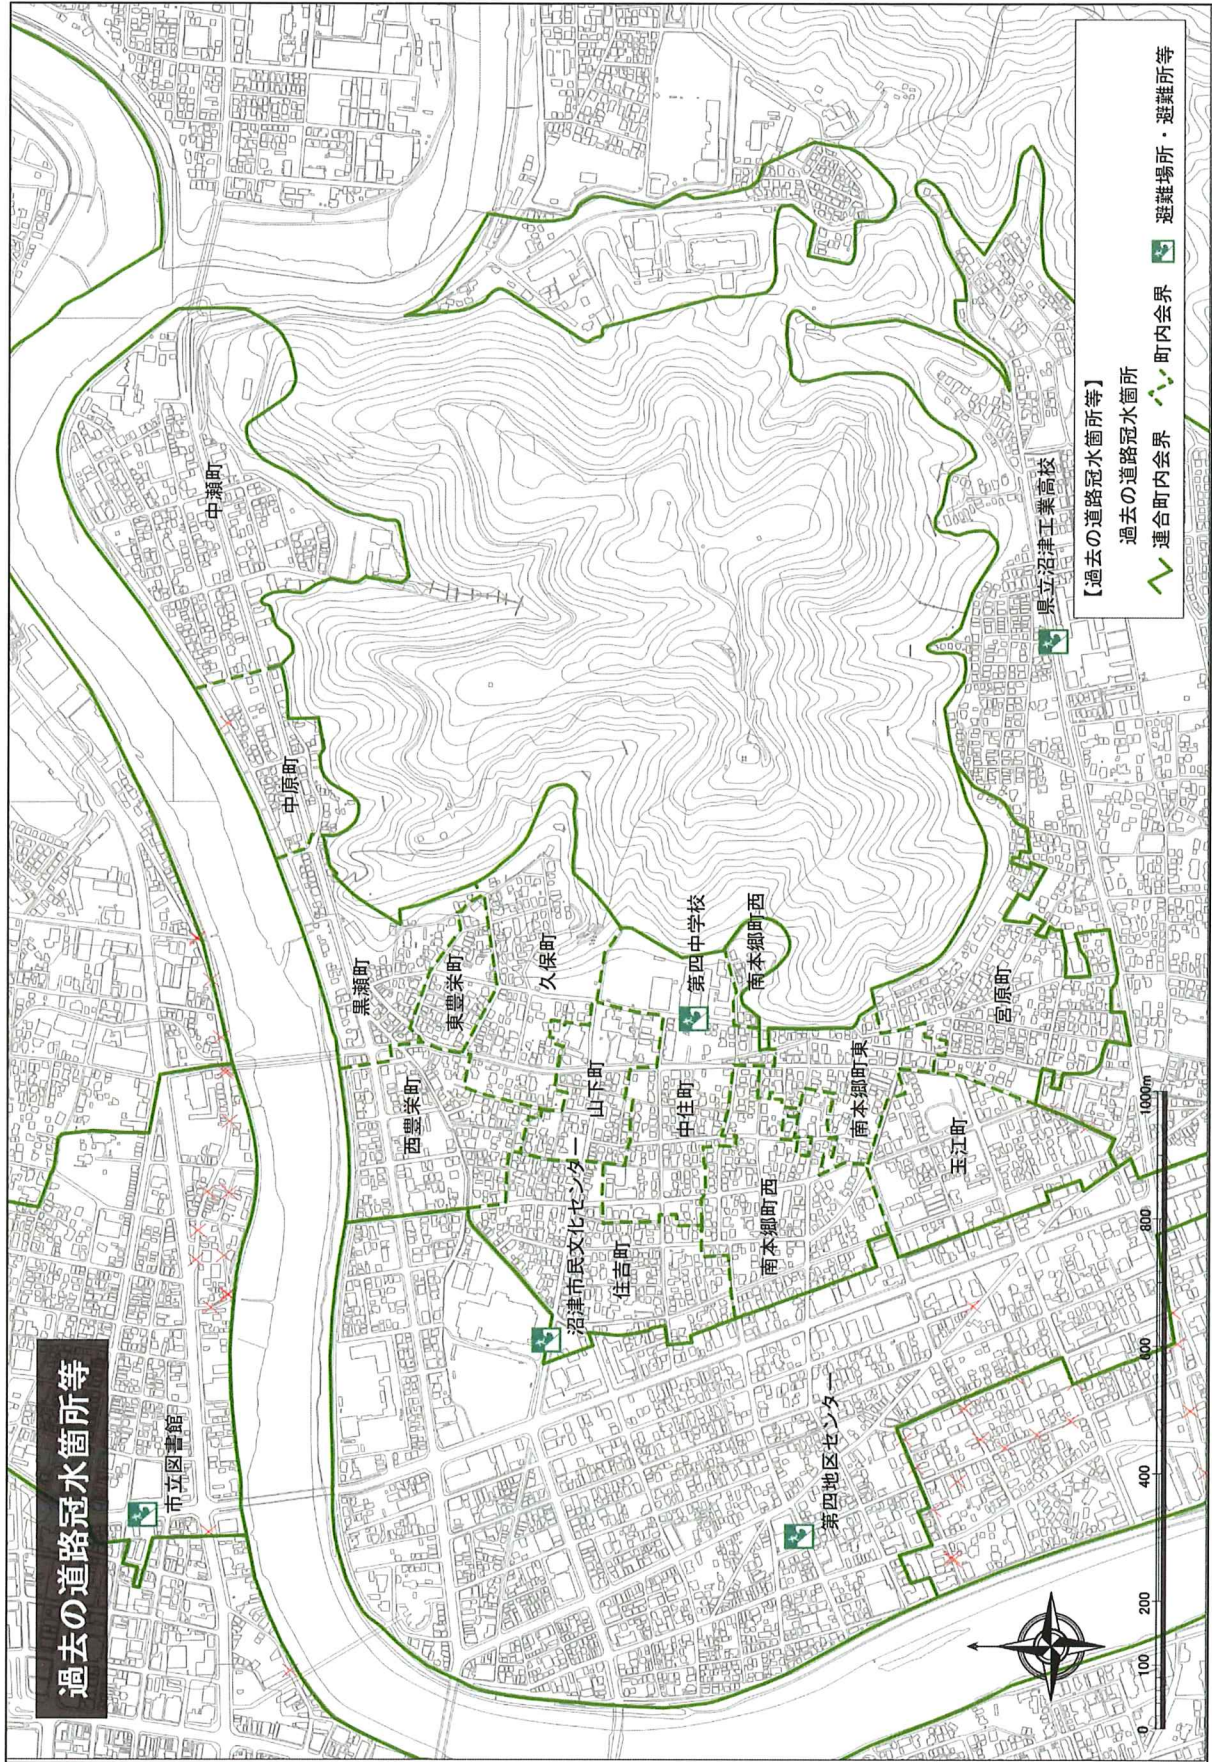 過去の道路冠水箇所等
市立図書館
中瀬町
中原町
黒瀬町
東豊栄町
西豊栄町
久保町
山下町
沼津市民文化センター
住吉町
中住町
第四中学校
南本郷町西
南本郷町西
南本郷町東
宮原町
玉江町
第四地区センター
県立沼津工業高校
【過去の道路冠水箇所等】
過去の道路冠水箇所
連合町内会界 町内会界 避難場所・避難所等
0 100 200 400 600 800 1000m